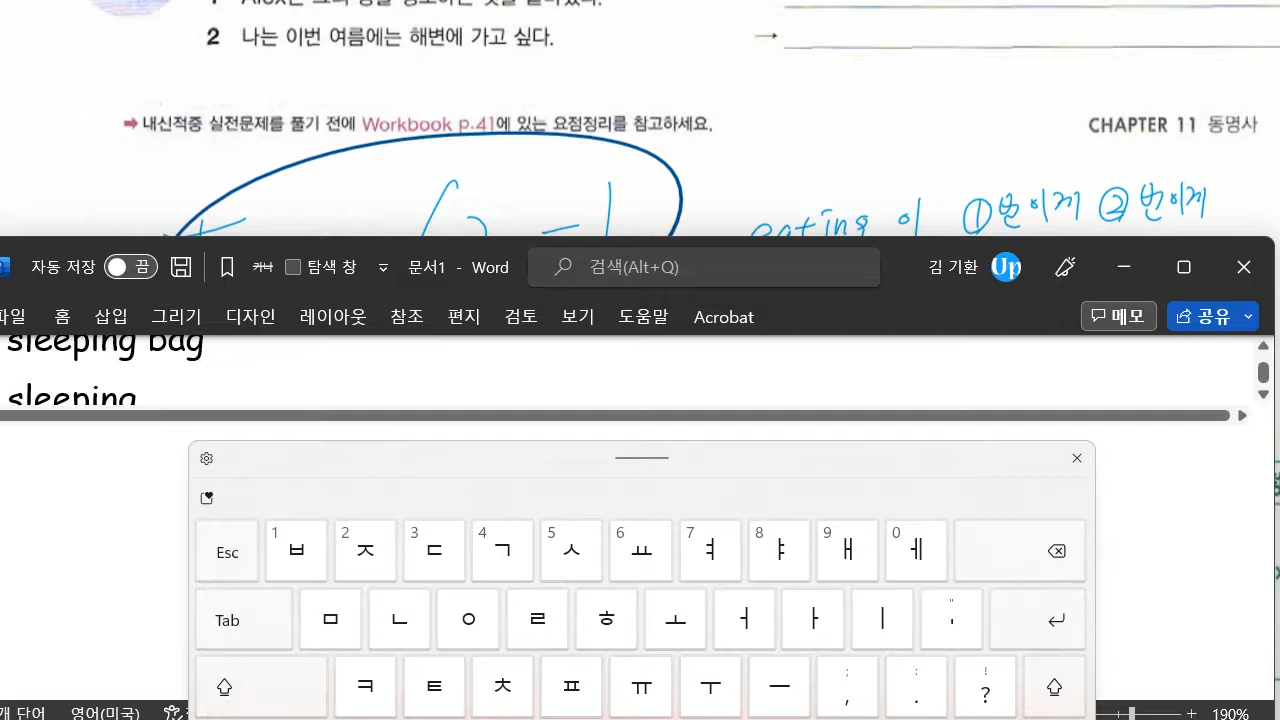 2 나는 이번 여름에는 해변에 가고 싶다. →
➡ 내신적중 실전문제를 풀기 전에 Workbook p.41에 있는 요점정리를 참고하세요.
CHAPTER 11 동명사
eating 이 ①번이게 ②번이게
자동 저장 끔 탐색 창 문서1 - Word 검색(Alt+Q) 김 기환 Up
파일 홈 삽입 그리기 디자인 레이아웃 참조 편지 검토 보기 도움말 Acrobat 메모 공유
sleeping bag
sleeping
Esc 1 ㅂ 2 ㅈ 3 ㄷ 4 ㄱ 5 ㅅ 6 ㅛ 7 ㅕ 8 ㅑ 9 ㅐ 0 ㅔ
Tab ㅁ ㄴ ㅇ ㄹ ㅎ ㅗ ㅓ ㅏ ㅣ " '
ㅋ ㅌ ㅊ ㅍ ㅠ ㅜ ㅡ ; , : . ! ?
개 단어 영어(미국) 190%